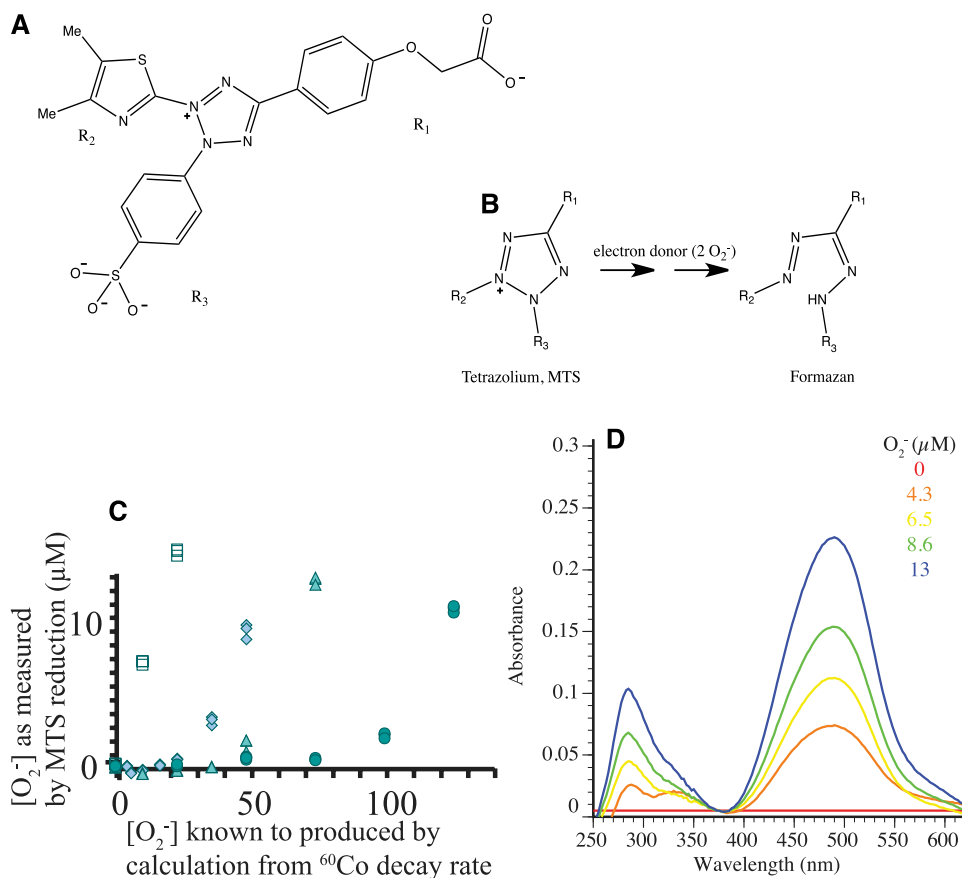 A
Me
Me
S
N
N
N
+
N
N
O
O
O-
R2
R1
S
O-
O-
O-
R3
B
R1
N
N
N
N
+
R2
R3
electron donor (2 O2-)
R1
N
N
N
HN
R2
R3
Tetrazolium, MTS
Formazan
C
[O2-] as measured
by MTS reduction (µM)
10
0
0
50
100
[O2-] known to produced by
calculation from 60Co decay rate
D
O2- (µM)
0
4.3
6.5
8.6
13
Absorbance
0.3
0.25
0.2
0.15
0.1
0.05
0
250
300
350
400
450
500
550
600
Wavelength (nm)